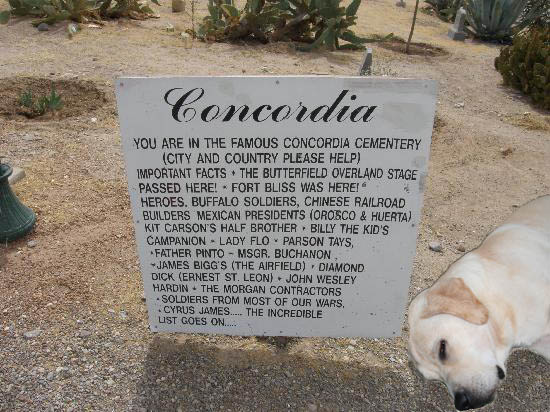 Concordia
YOU ARE IN THE FAMOUS CONCORDIA CEMETERY
(CITY AND COUNTRY PLEASE HELP)
IMPORTANT FACTS * THE BUTTERFIELD OVERLAND STAGE
PASSED HERE! * FORT BLISS WAS HERE!
HEROES, BUFFALO SOLDIERS, CHINESE RAILROAD
BUILDERS MEXICAN PRESIDENTS (OROSCO & HUERTA)
KIT CARSON'S HALF BROTHER * BILLY THE KID'S
CAMPANION * LADY FLO * PARSON TAYS,
*FATHER PINTO - MSGR. BUCHANON.
*JAMES BIGG'S (THE AIRFIELD) * DIAMOND
DICK (ERNEST ST. LEON) * JOHN WESLEY
HARDIN * THE MORGAN CONTRACTORS
*SOLDIERS FROM MOST OF OUR WARS,
*CYRUS JAMES..... THE INCREDIBLE
LIST GOES ON.....